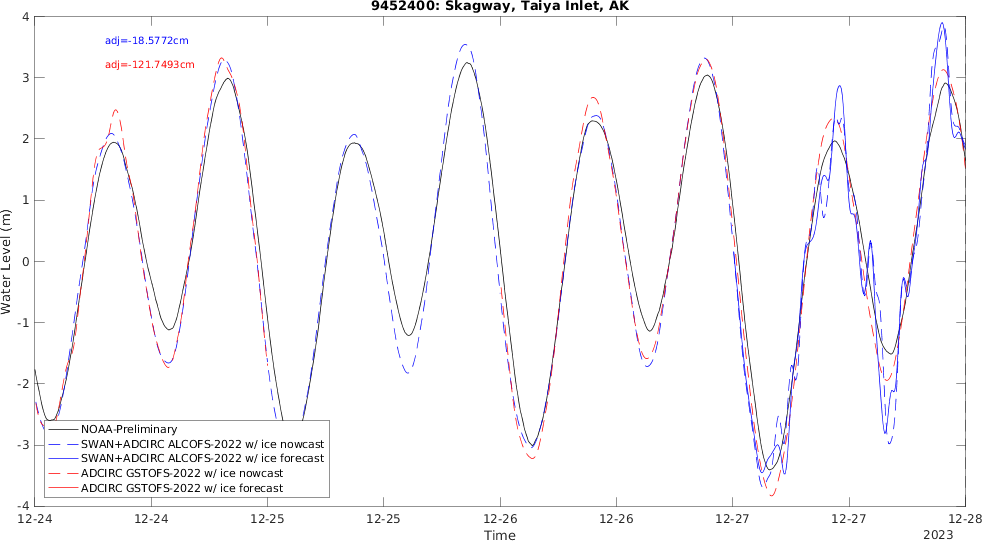 9452400: Skagway, Taiya Inlet, AK
adj=-18.5772cm
adj=-121.7493cm
4
3
2
1
0
-1
-2
-3
-4
Water Level (m)
NOAA-Preliminary
SWAN+ADCIRC ALCOFS-2022 w/ ice nowcast
SWAN+ADCIRC ALCOFS-2022 w/ ice forecast
ADCIRC GSTOFS-2022 w/ ice nowcast
ADCIRC GSTOFS-2022 w/ ice forecast
12-24 12-24 12-25 12-25 12-26 12-26 12-27 12-27 12-28
Time
2023